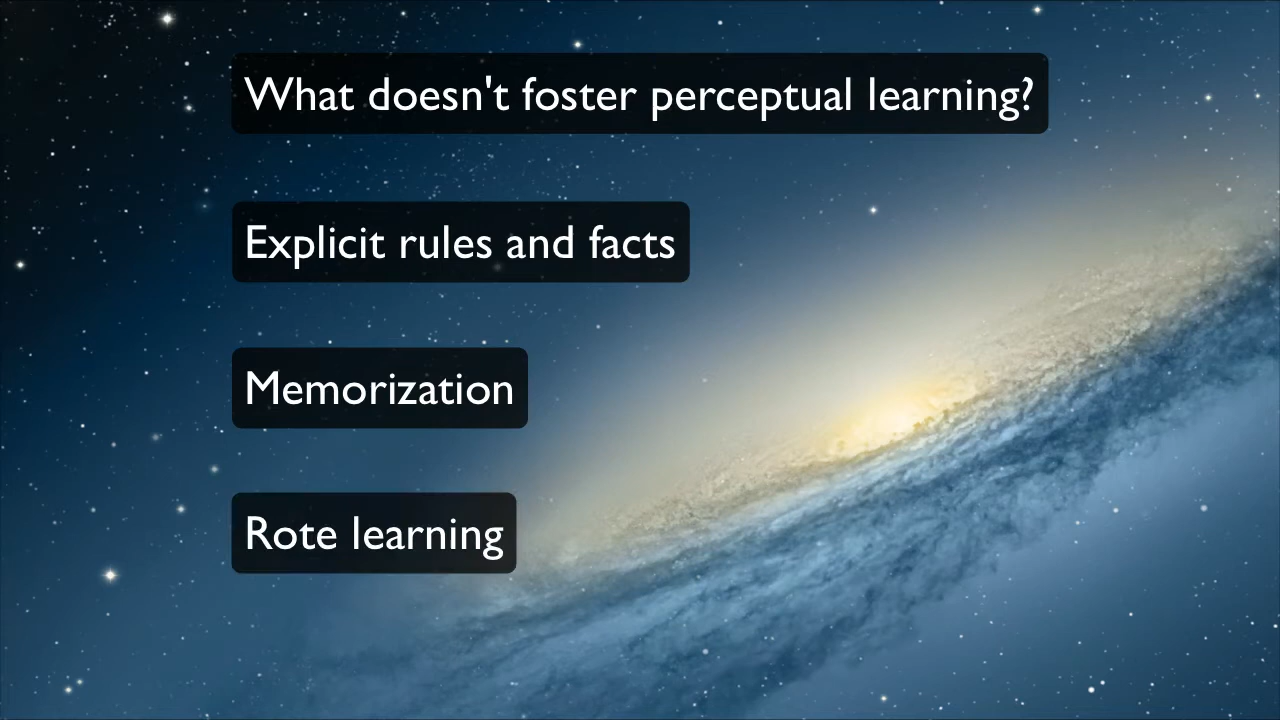 What doesn't foster perceptual learning?
Explicit rules and facts
Memorization
Rote learning